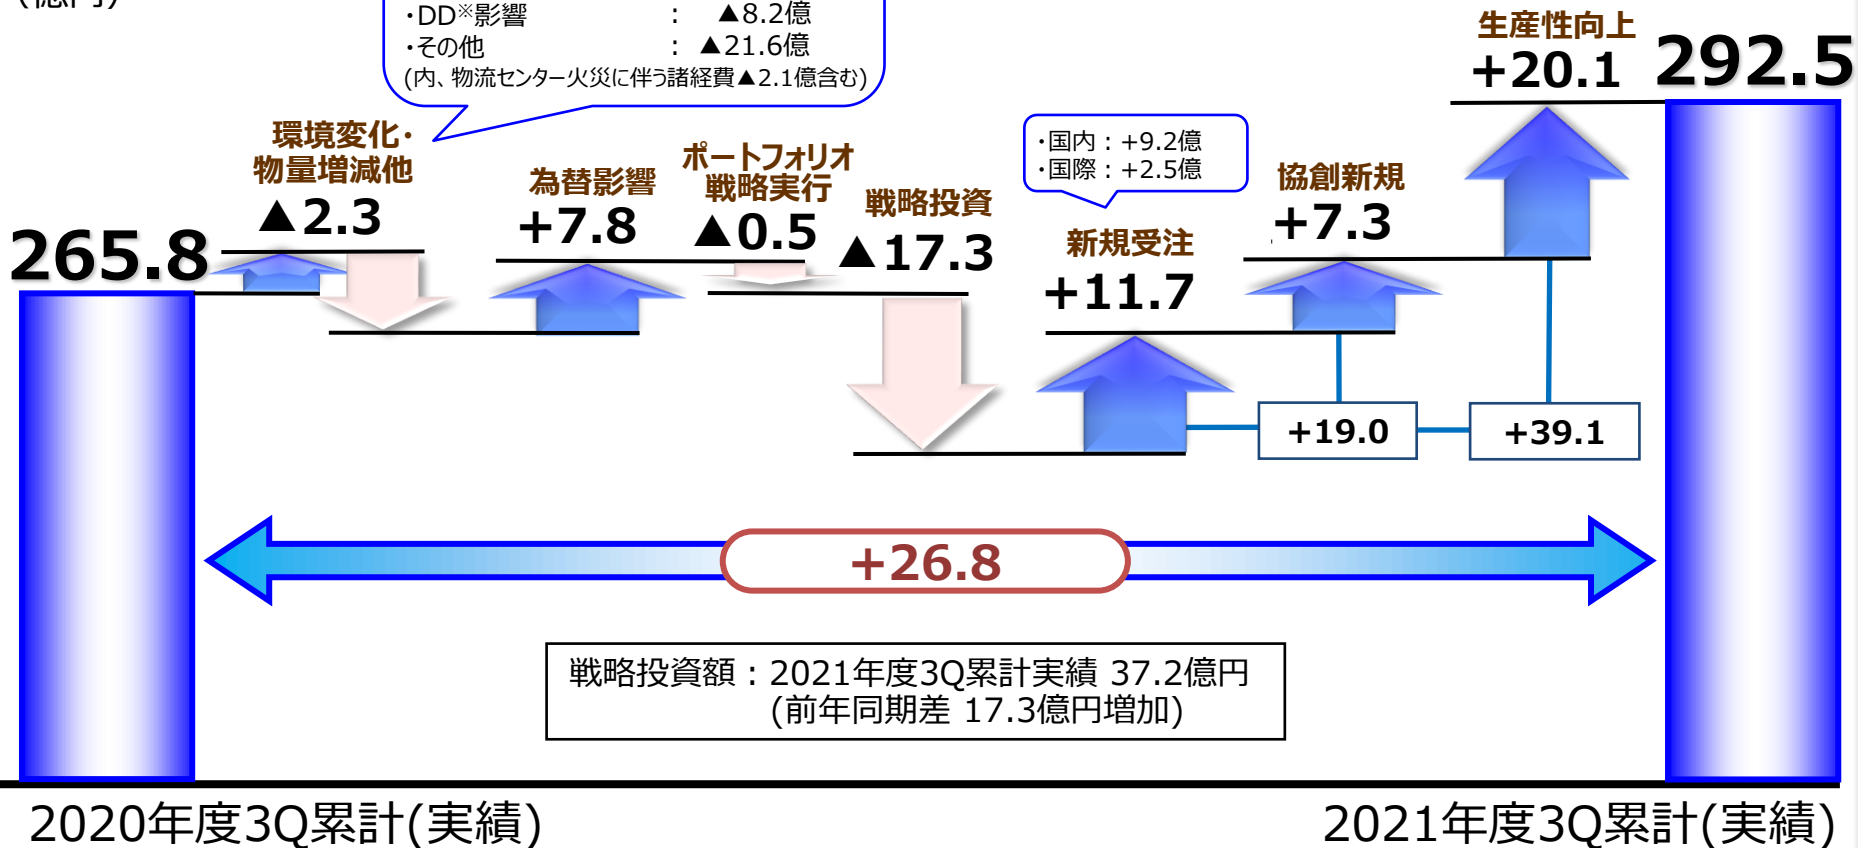 ・DD※影響 : ▲8.2億
・その他 : ▲21.6億
(内、物流センター火災に伴う諸経費▲2.1億含む)
生産性向上
+20.1
292.5
環境変化・
物量増減他
▲2.3
為替影響
+7.8
ポートフォリオ
戦略実行
▲0.5
戦略投資
▲17.3
・国内：+9.2億
・国際：+2.5億
新規受注
+11.7
協創新規
+7.3
265.8
+19.0
+39.1
+26.8
戦略投資額：2021年度3Q累計実績 37.2億円
(前年同期差 17.3億円増加)
2020年度3Q累計(実績)
2021年度3Q累計(実績)